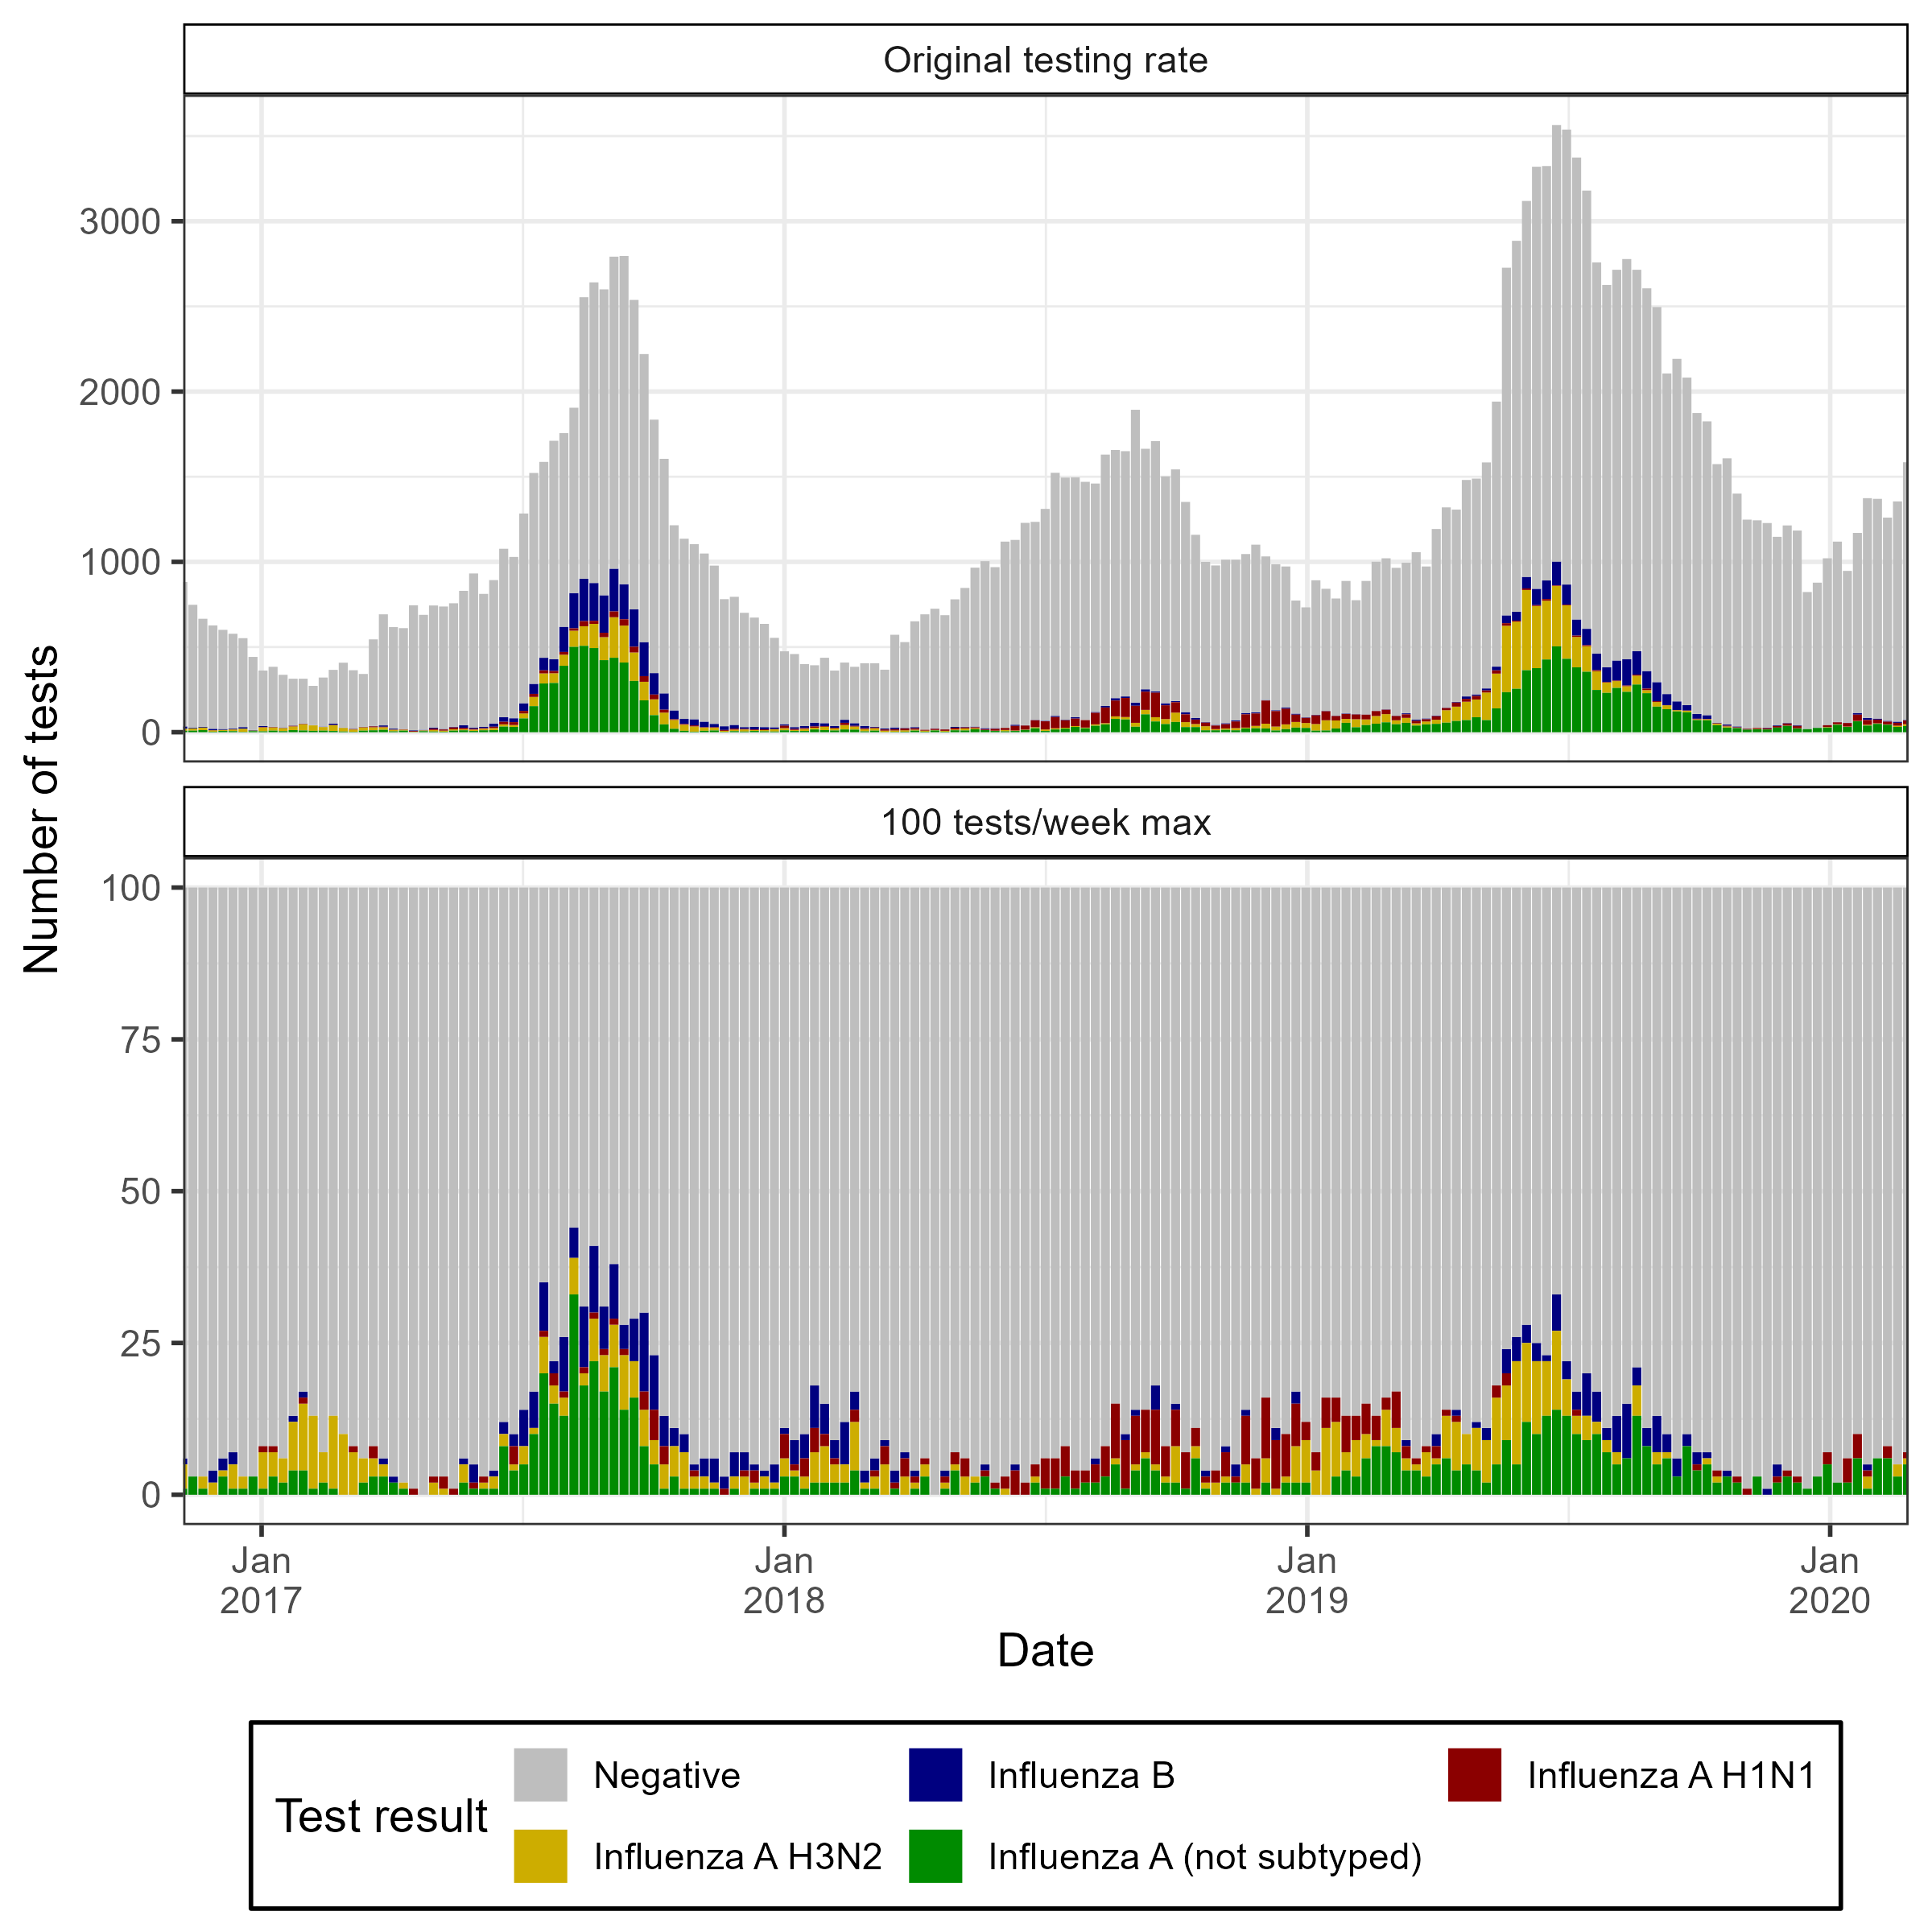 Original testing rate
3000
2000
1000
0
Number of tests
100 tests/week max
100
75
50
25
0
Jan
2017
Jan
2018
Jan
2019
Jan
2020
Date
Test result
Negative
Influenza B
Influenza A H1N1
Influenza A H3N2
Influenza A (not subtyped)